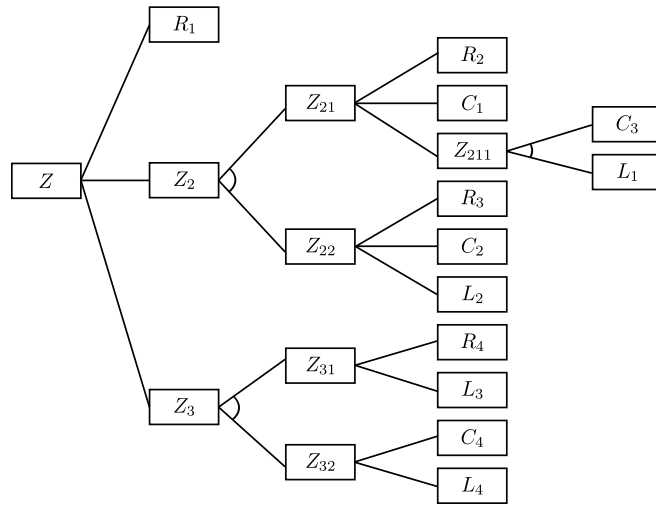 R₁
R₂
Z₂₁
C₁
C₃
Z₂₁₁
L₁
Z
Z₂
R₃
Z₂₂
C₂
L₂
R₄
Z₃₁
L₃
Z₃
C₄
Z₃₂
L₄